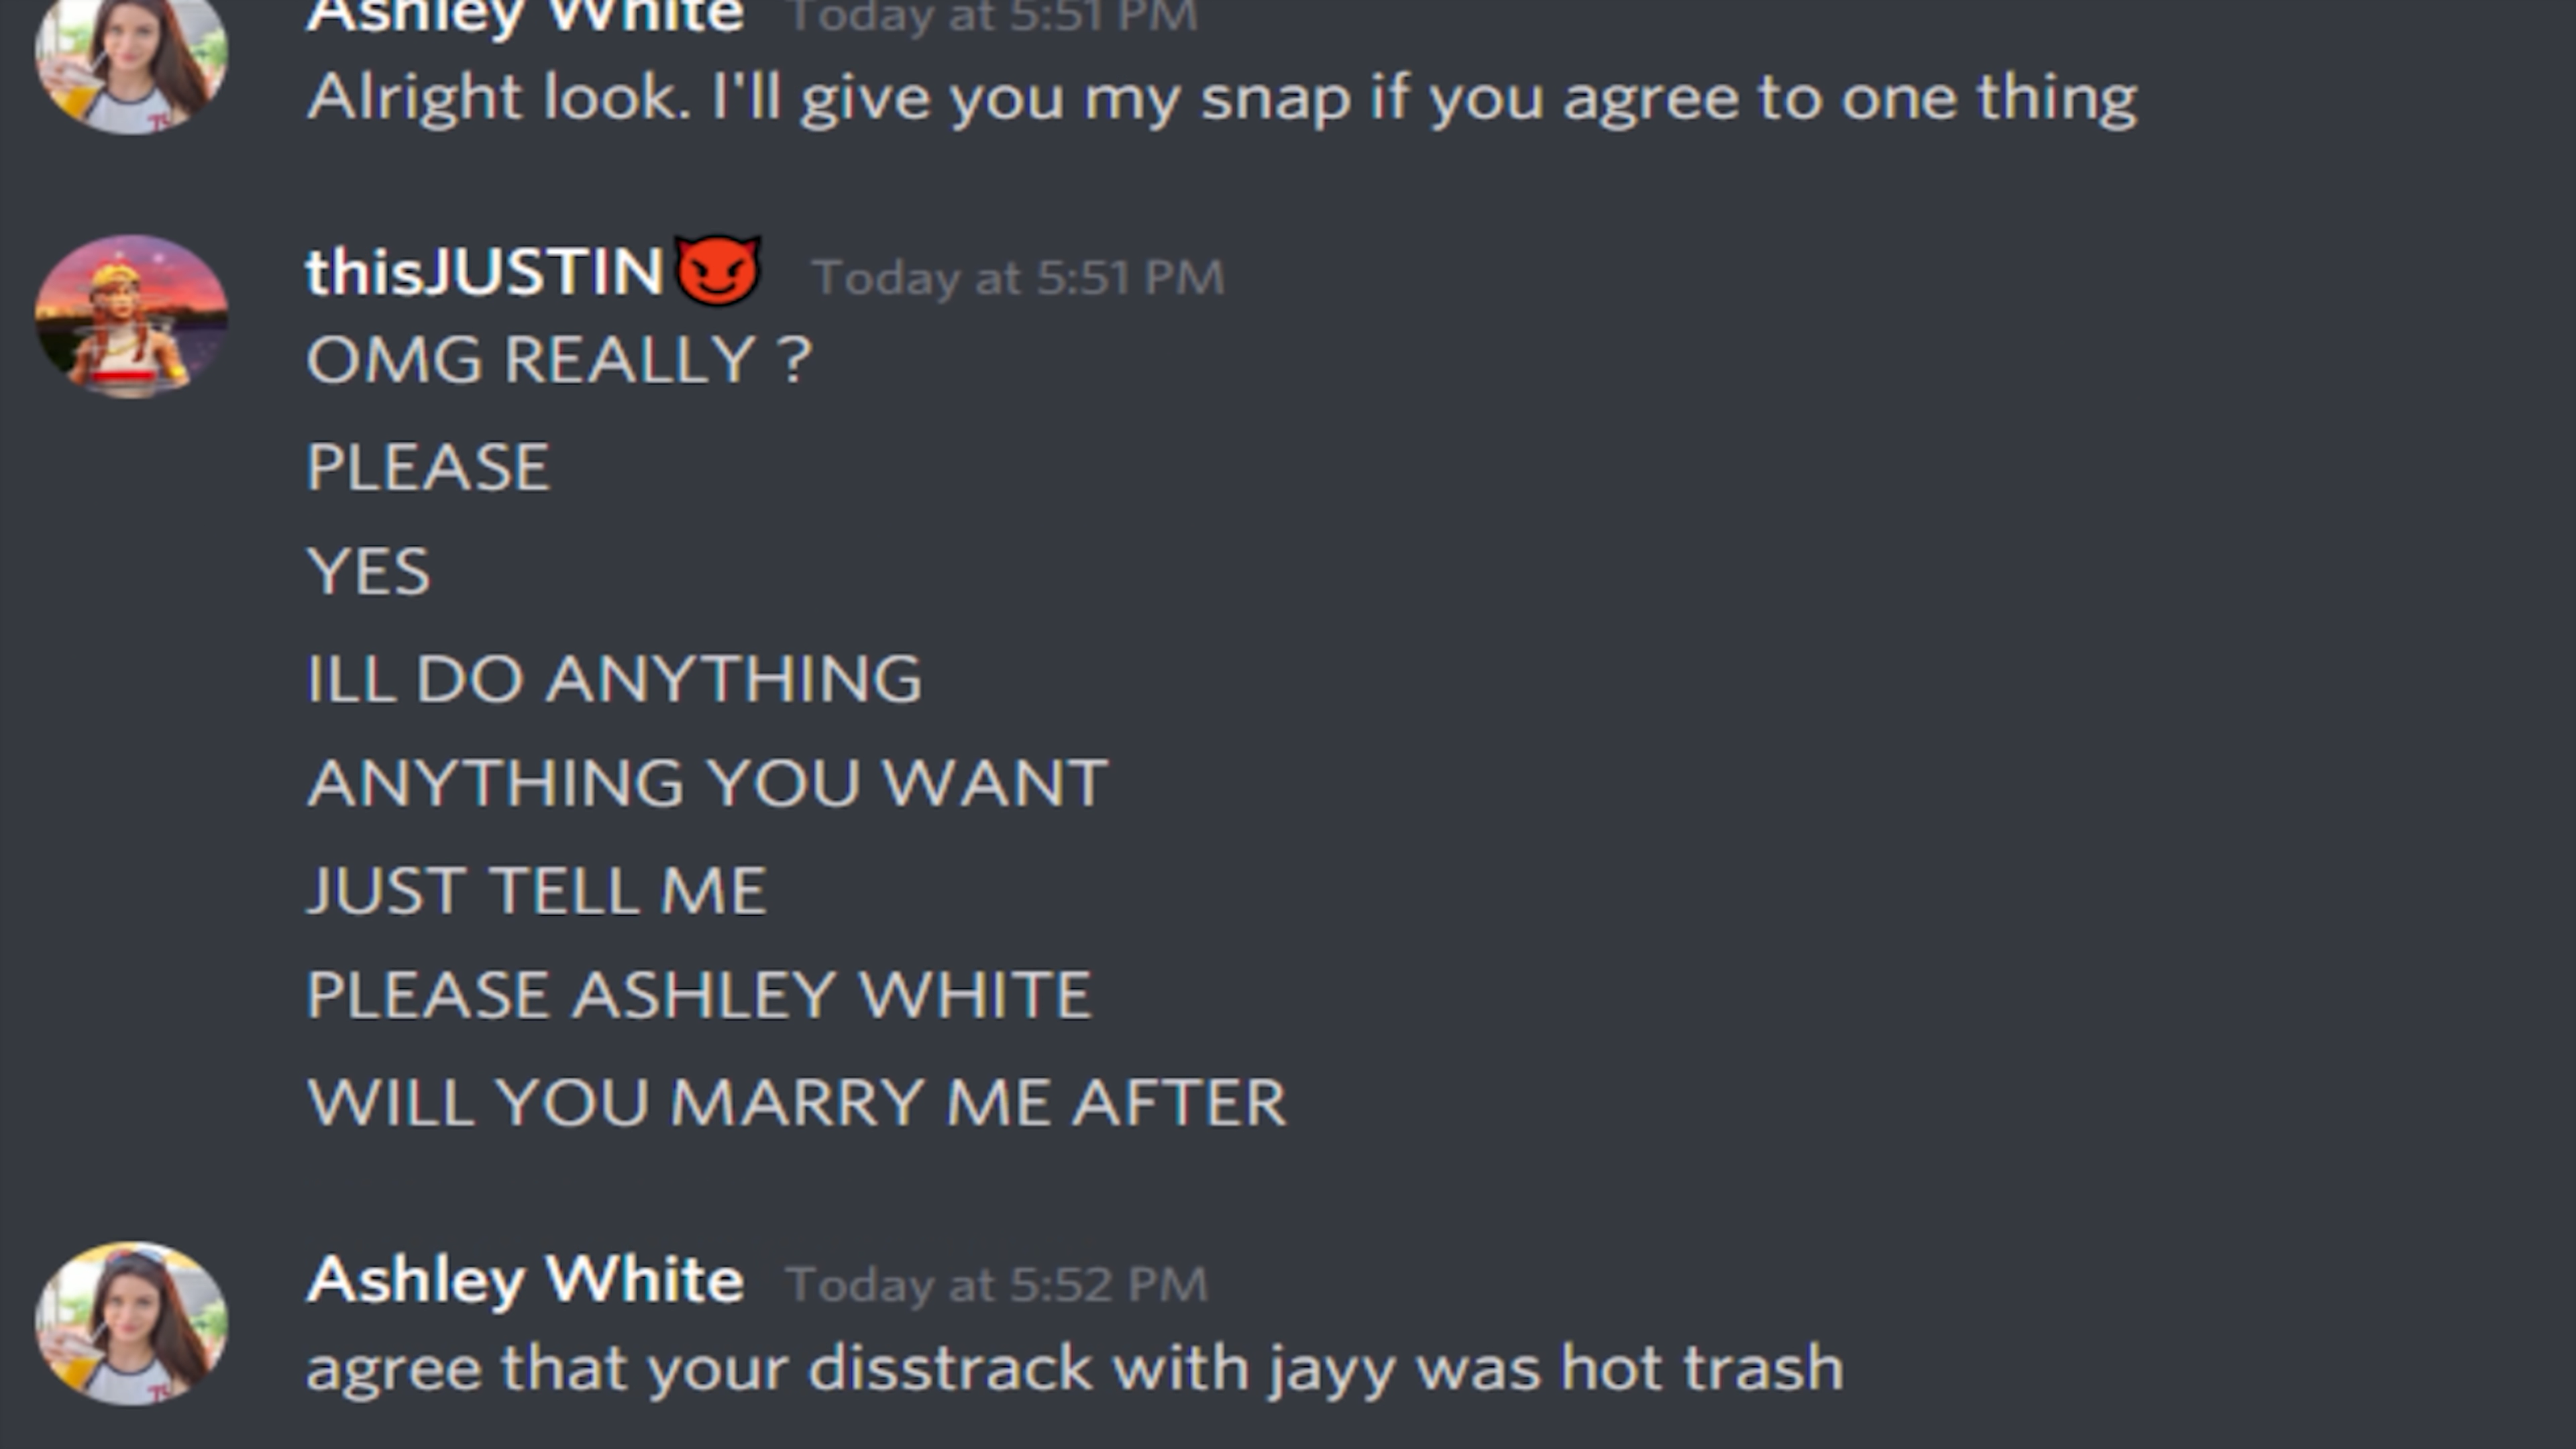 Ashley White Today at 5:51 PM
Alright look. I'll give you my snap if you agree to one thing
thisJUSTIN😈 Today at 5:51 PM
OMG REALLY ?
PLEASE
YES
ILL DO ANYTHING
ANYTHING YOU WANT
JUST TELL ME
PLEASE ASHLEY WHITE
WILL YOU MARRY ME AFTER
Ashley White Today at 5:52 PM
agree that your disstrack with jayy was hot trash